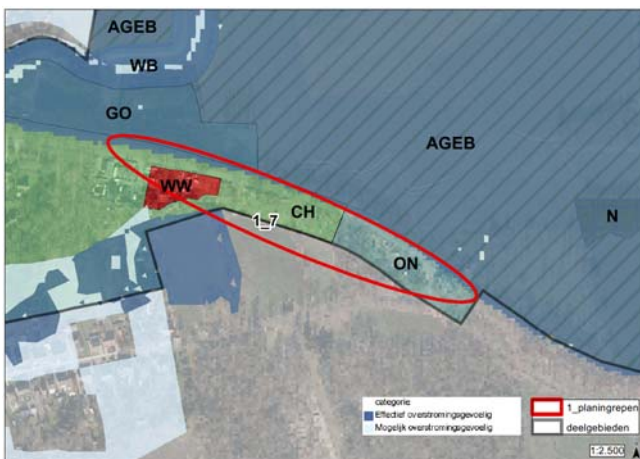 AGEB
WB
GO
AGEB
WW
N
CH
1_7
ON
categorie
Effectief overstromingsgevoelig
Mogelijk overstromingsgevoelig
1_planingrepen
deelgebieden
1:2.500